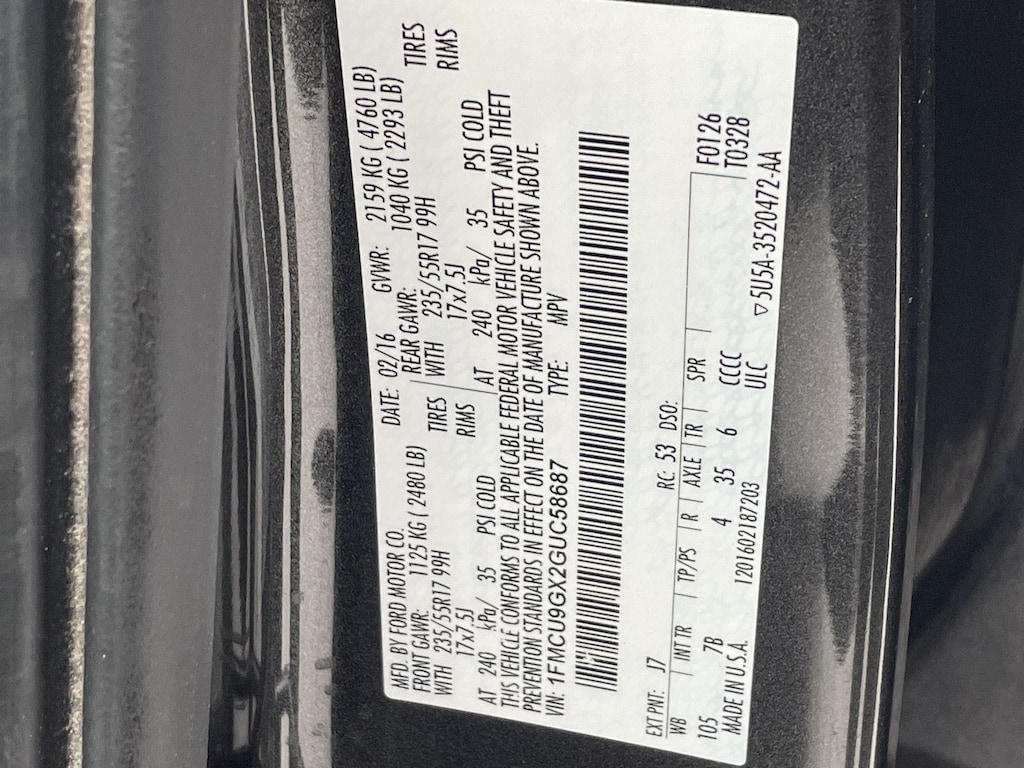 MFD. BY FORD MOTOR CO.
DATE: 02/16 GVWR: 2159 KG ( 4760 LB)
FRONT GAWR: 1125 KG ( 2480 LB) REAR GAWR: 1040 KG ( 2293 LB)
WITH 235/55R17 99H TIRES WITH 235/55R17 99H TIRES
17x7.5J RIMS 17x7.5J RIMS
AT 240 kPa/ 35 PSI COLD AT 240 kPa/ 35 PSI COLD
THIS VEHICLE CONFORMS TO ALL APPLICABLE FEDERAL MOTOR VEHICLE SAFETY AND THEFT
PREVENTION STANDARDS IN EFFECT ON THE DATE OF MANUFACTURE SHOWN ABOVE.
VIN: 1FMCU9GX2GUC58687 TYPE: MPV
EXT PNT: J7 RC: 53 DSO:
WB INT TR TP/PS R AXLE TR SPR F0126
105 7B 4 35 6 CCCC T0328
MADE IN U.S.A. 1201602187203 ULC ▽5U5A-3520472-AA